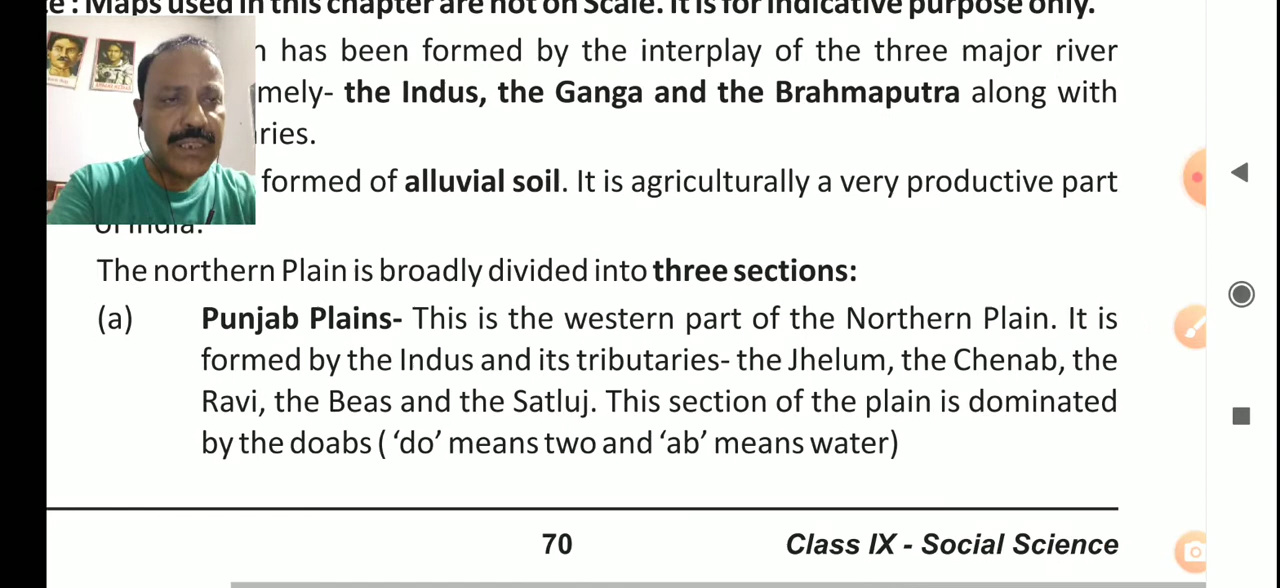 : Maps used in this chapter are not on Scale. It is for indicative purpose only.
has been formed by the interplay of the three major river
mely- the Indus, the Ganga and the Brahmaputra along with
ries.
formed of alluvial soil. It is agriculturally a very productive part
of India.
The northern Plain is broadly divided into three sections:
(a) Punjab Plains- This is the western part of the Northern Plain. It is
formed by the Indus and its tributaries- the Jhelum, the Chenab, the
Ravi, the Beas and the Satluj. This section of the plain is dominated
by the doabs ( ‘do’ means two and ‘ab’ means water)
70 Class IX - Social Science